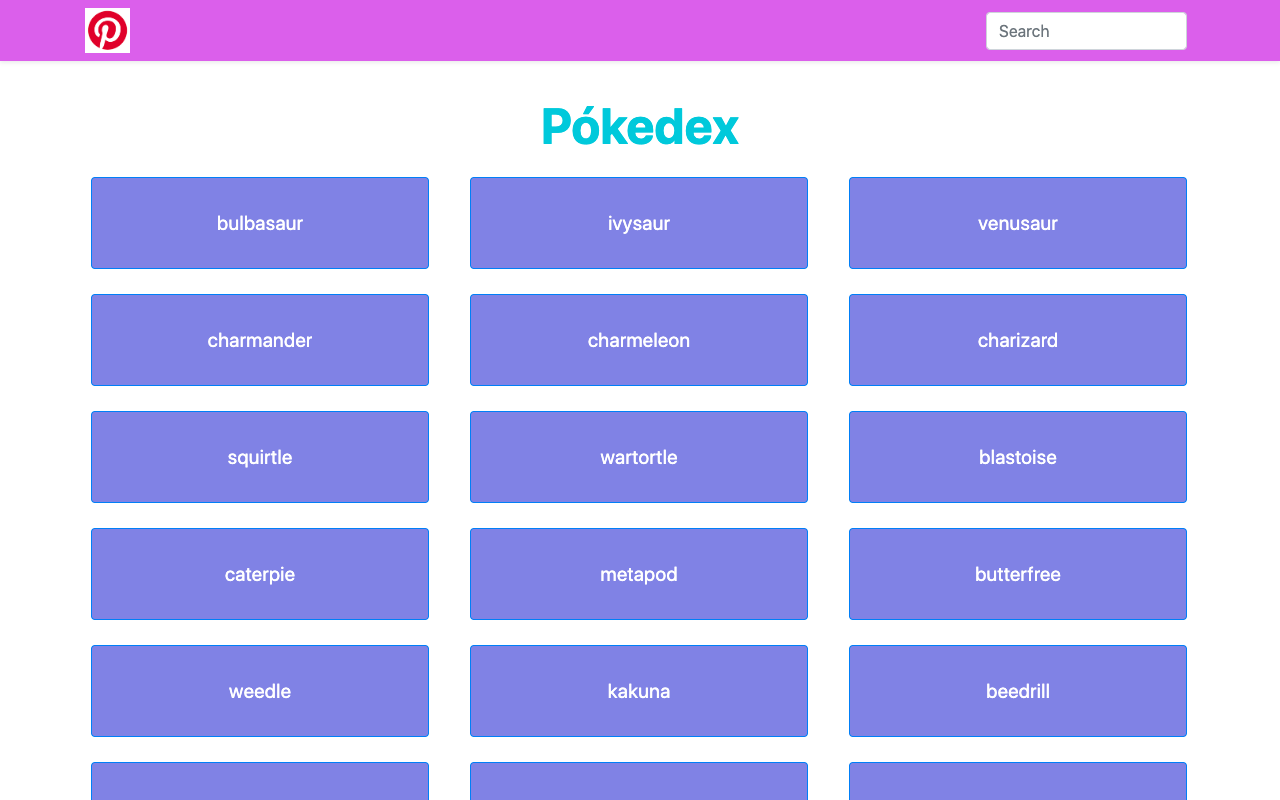 Search
Pókedex
bulbasaur
ivysaur
venusaur
charmander
charmeleon
charizard
squirtle
wartortle
blastoise
caterpie
metapod
butterfree
weedle
kakuna
beedrill